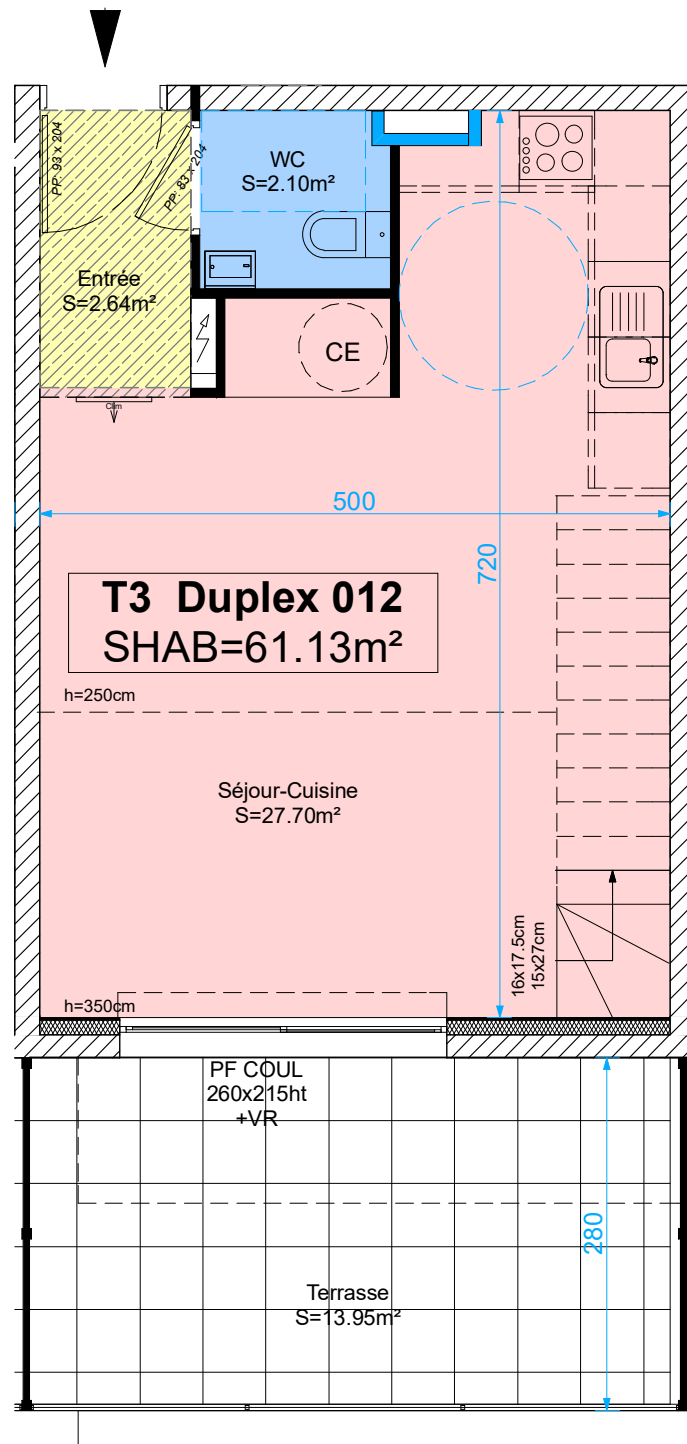 PP: 93 x 204
PP: 83 x 204
WC
S=2.10m²
Entrée
S=2.64m²
CE
Clim
500
720
T3 Duplex 012
SHAB=61.13m²
h=250cm
Séjour-Cuisine
S=27.70m²
16x17.5cm
15x27cm
h=350cm
PF COUL
260x215ht
+VR
280
Terrasse
S=13.95m²